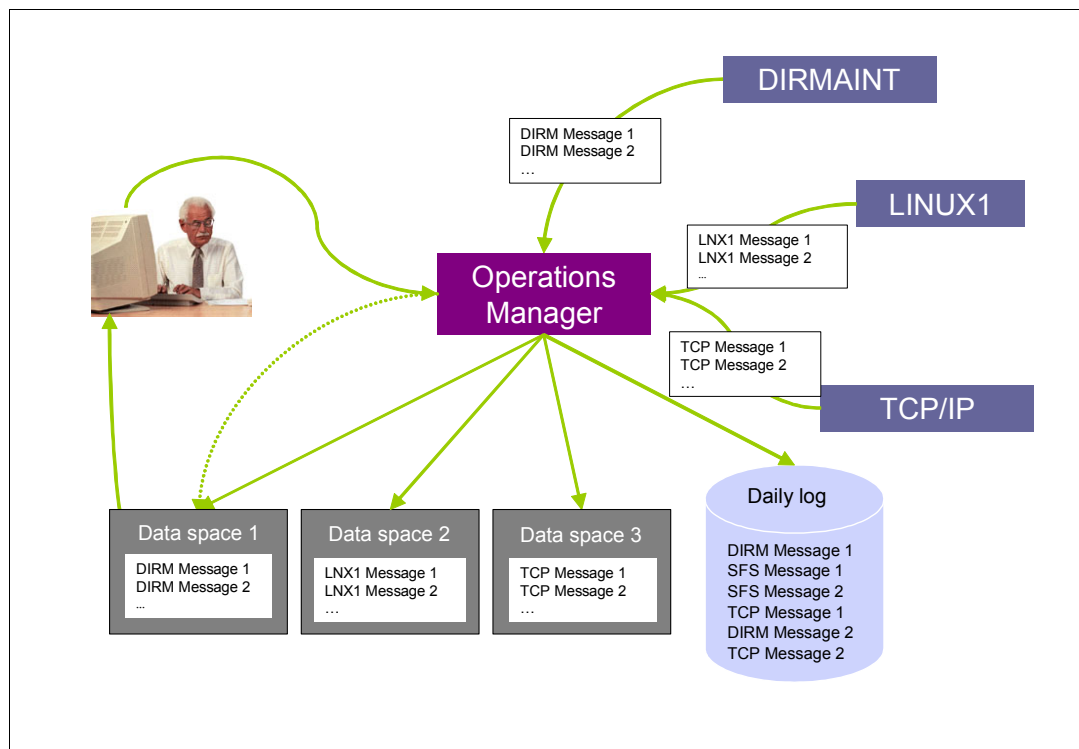 DIRMAINT
DIRM Message 1
DIRM Message 2
…
LINUX1
LNX1 Message 1
LNX1 Message 2
...
Operations
Manager
TCP Message 1
TCP Message 2
…
TCP/IP
Data space 1
DIRM Message 1
DIRM Message 2
...
Data space 2
LNX1 Message 1
LNX1 Message 2
…
Data space 3
TCP Message 1
TCP Message 2
…
Daily log
DIRM Message 1
SFS Message 1
SFS Message 2
TCP Message 1
DIRM Message 2
TCP Message 2